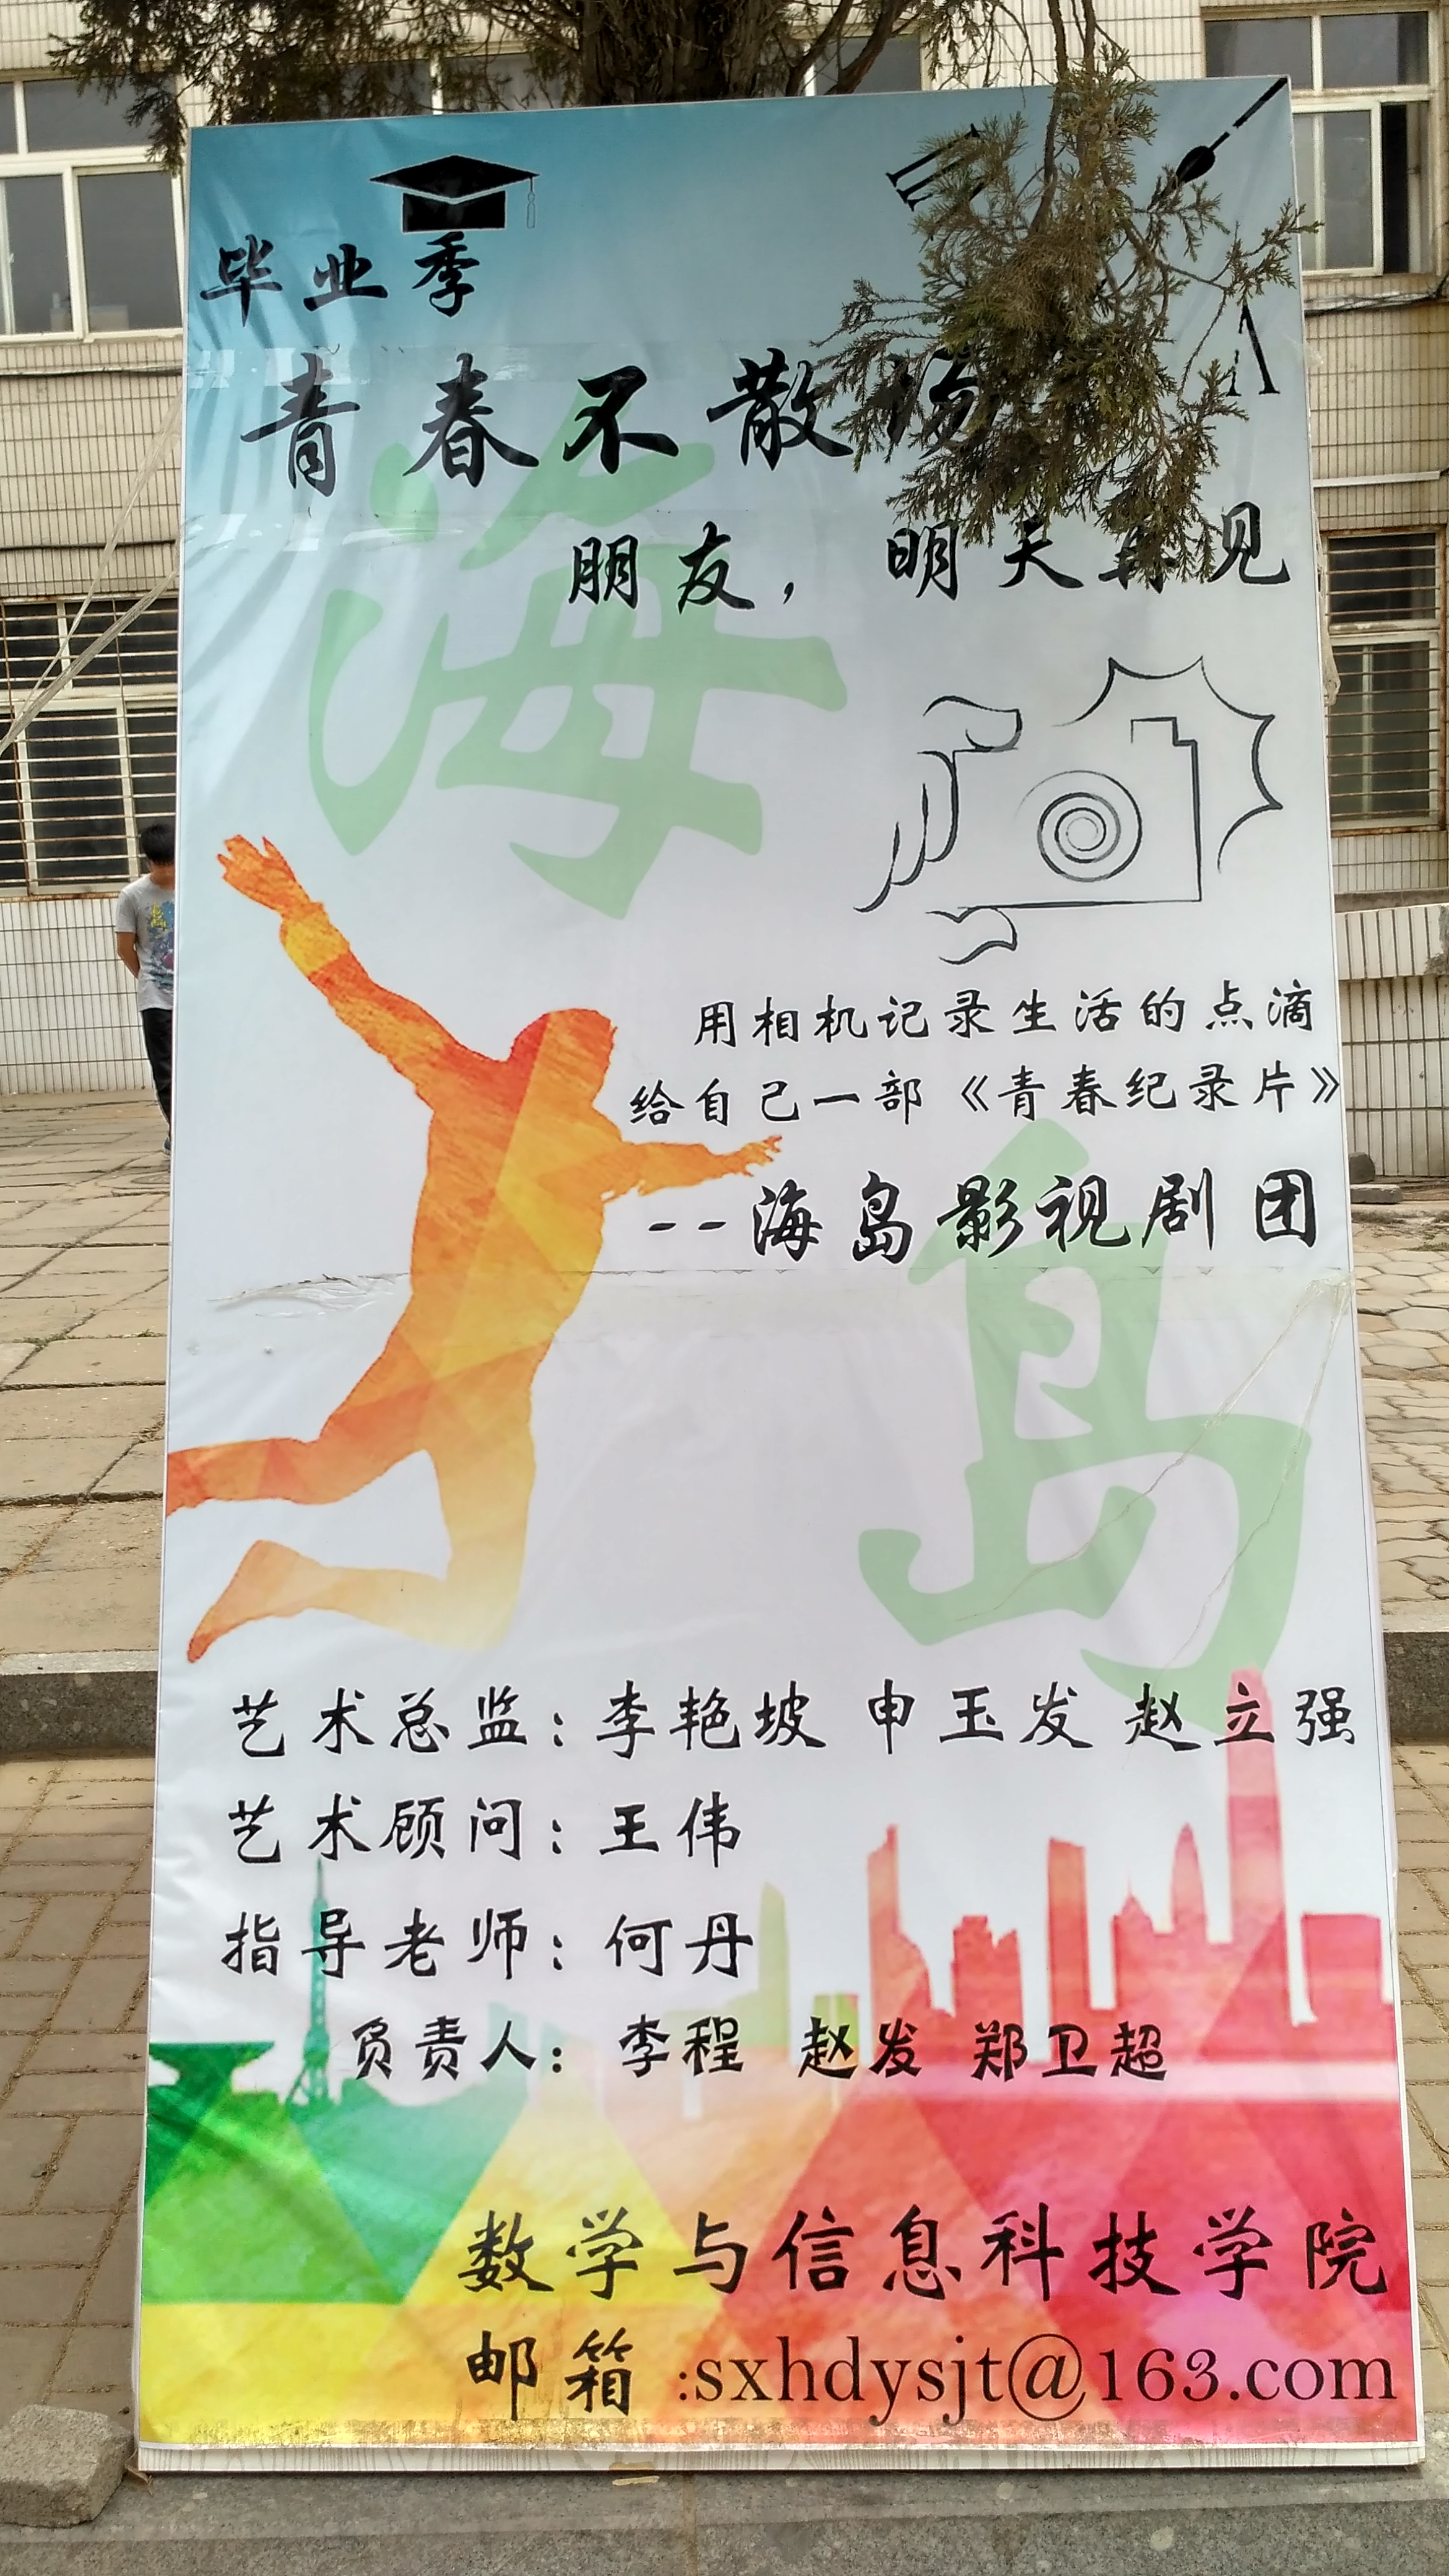 毕业季
青春不散场
朋友，明天再见
海
用相机记录生活的点滴
给自己一部《青春纪录片》
--海岛影视剧团
岛
艺术总监：李艳坡 申玉发 赵立强
艺术顾问：王伟
指导老师：何丹
负责人：李程 赵发 郑卫超
数学与信息科技学院
邮箱:sxhdysjt@163.com